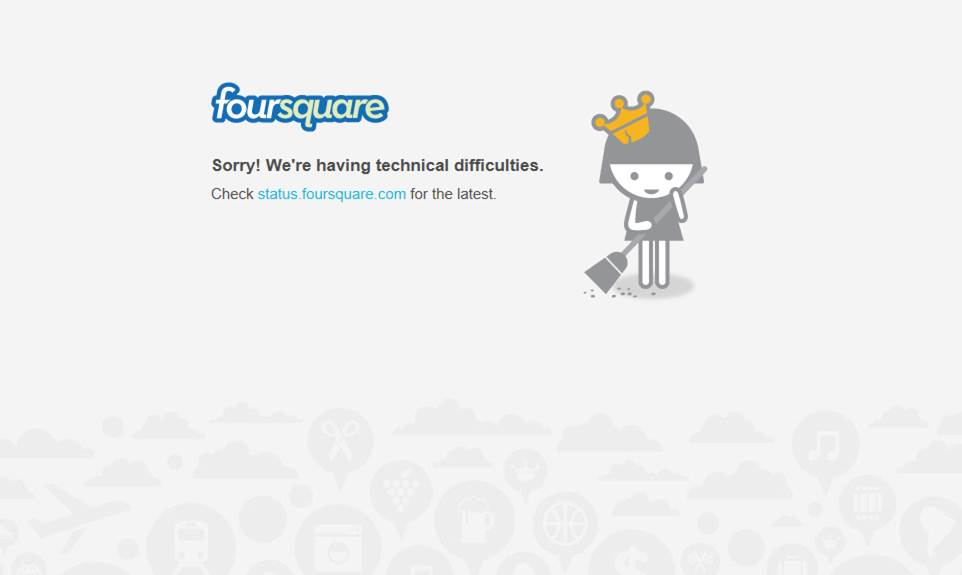 foursquare
Sorry! We're having technical difficulties.
Check status.foursquare.com for the latest.